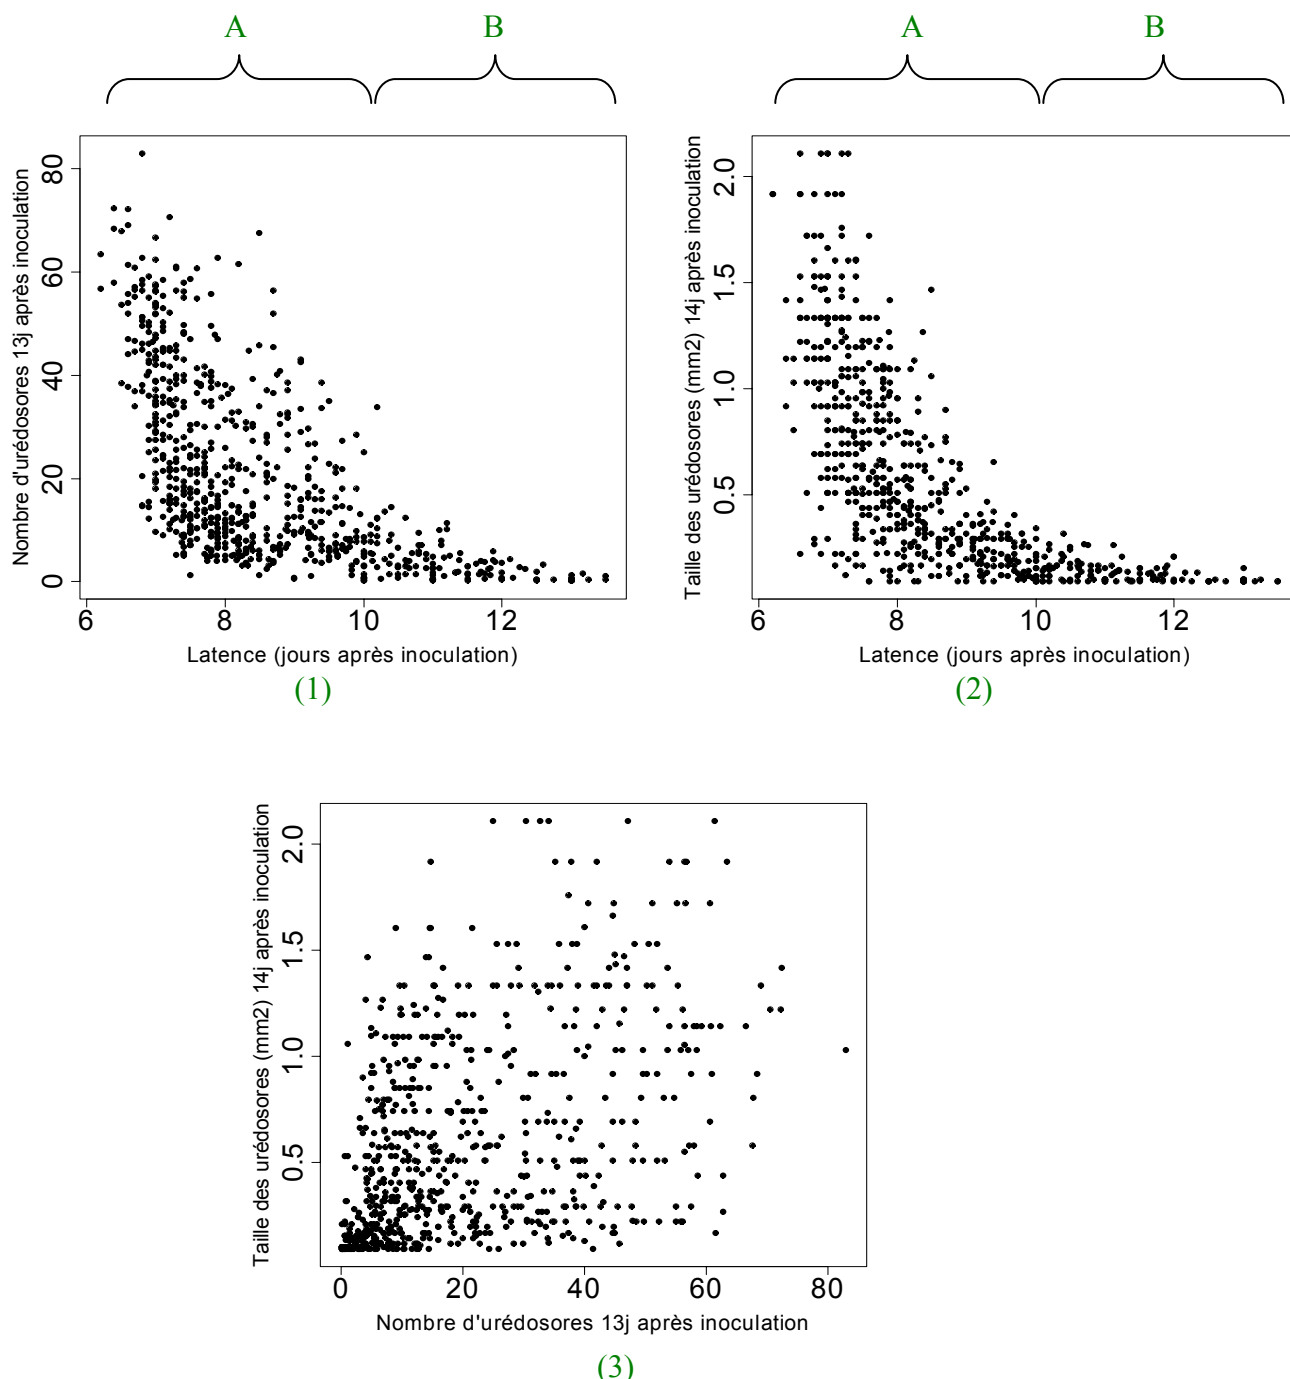 A B A B
Nombre d'urédosores 13j après inoculation
0 20 40 60 80
6 8 10 12
Latence (jours après inoculation)
(1)
Taille des urédosores (mm2) 14j après inoculation
0.5 1.0 1.5 2.0
6 8 10 12
Latence (jours après inoculation)
(2)
Taille des urédosores (mm2) 14j après inoculation
0.5 1.0 1.5 2.0
0 20 40 60 80
Nombre d'urédosores 13j après inoculation
(3)